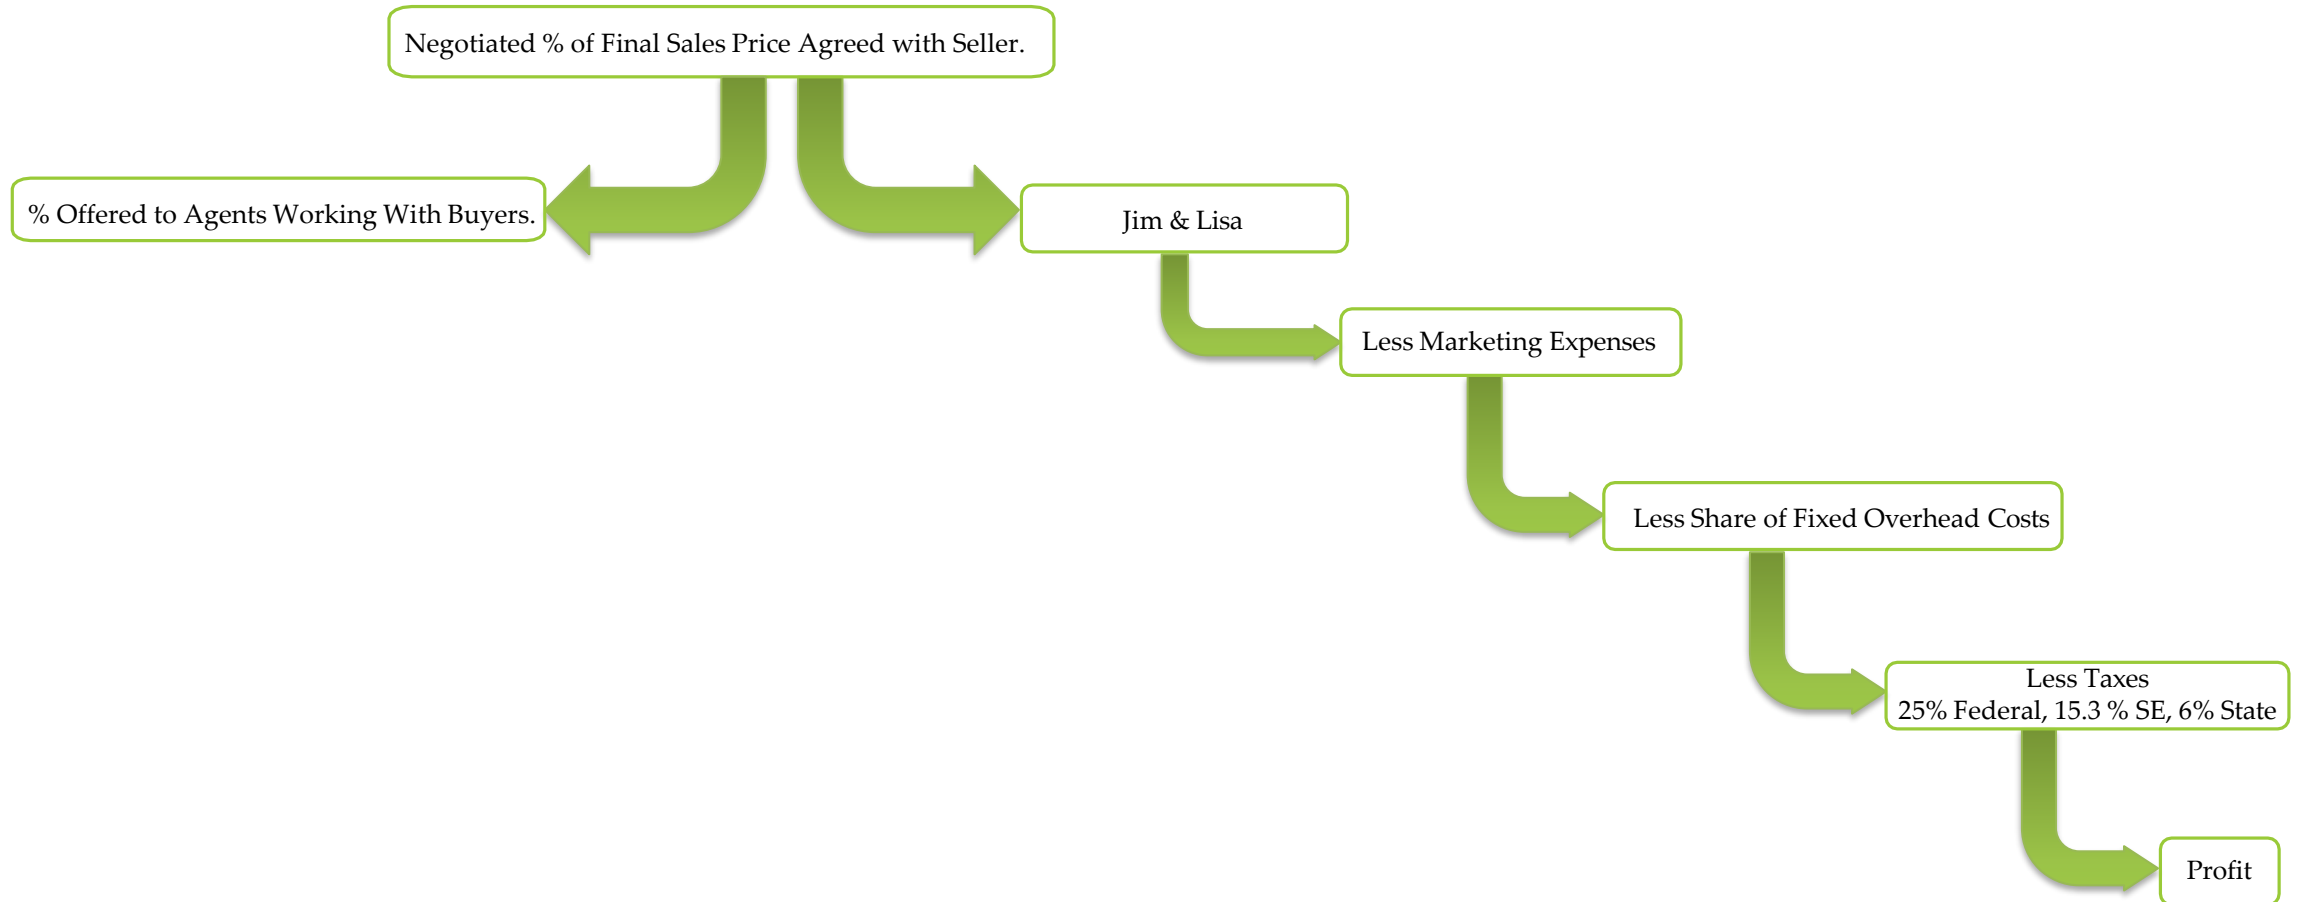 Negotiated % of Final Sales Price Agreed with Seller.
% Offered to Agents Working With Buyers.
Jim & Lisa
Less Marketing Expenses
Less Share of Fixed Overhead Costs
Less Taxes
25% Federal, 15.3 % SE, 6% State
Profit